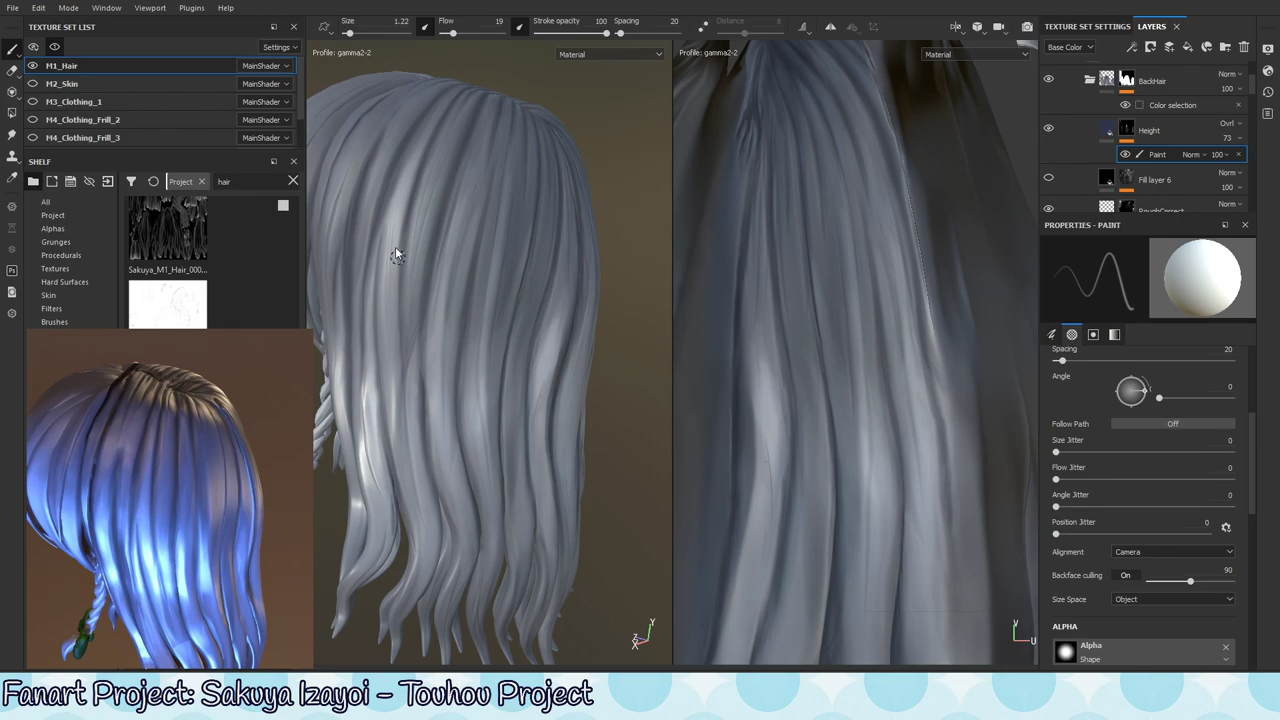 File Edit Mode Window Viewport Plugins Help
TEXTURE SET LIST
Settings
M1_Hair MainShader
M2_Skin MainShader
M3_Clothing_1 MainShader
M4_Clothing_Frill_2 MainShader
M4_Clothing_Frill_3 MainShader
SHELF
Project hair
All
Project
Alphas
Grunges
Procedurals
Textures
Hard Surfaces
Skin
Filters
Brushes
Sakuya_M1_Hair_000...
Size 1.22 Flow 19 Stroke opacity 100 Spacing 20 Distance 8
Profile: gamma2-2 Material
Y
Z
X
Profile: gamma2-2 Material
U
TEXTURE SET SETTINGS LAYERS
Base Color
BackHair Norm 100
Color selection
Height Ovrl 73
Paint Norm 100
Fill layer 6 Norm 100
RoughCorrect Norm
PROPERTIES - PAINT
Spacing 20
Angle 0
Follow Path Off
Size Jitter 0
Flow Jitter 0
Angle Jitter 0
Position Jitter 0
Alignment Camera
Backface culling On 90
Size Space Object
ALPHA
Alpha
Shape
Fanart Project: Sakuya Izayoi - Touhou Project